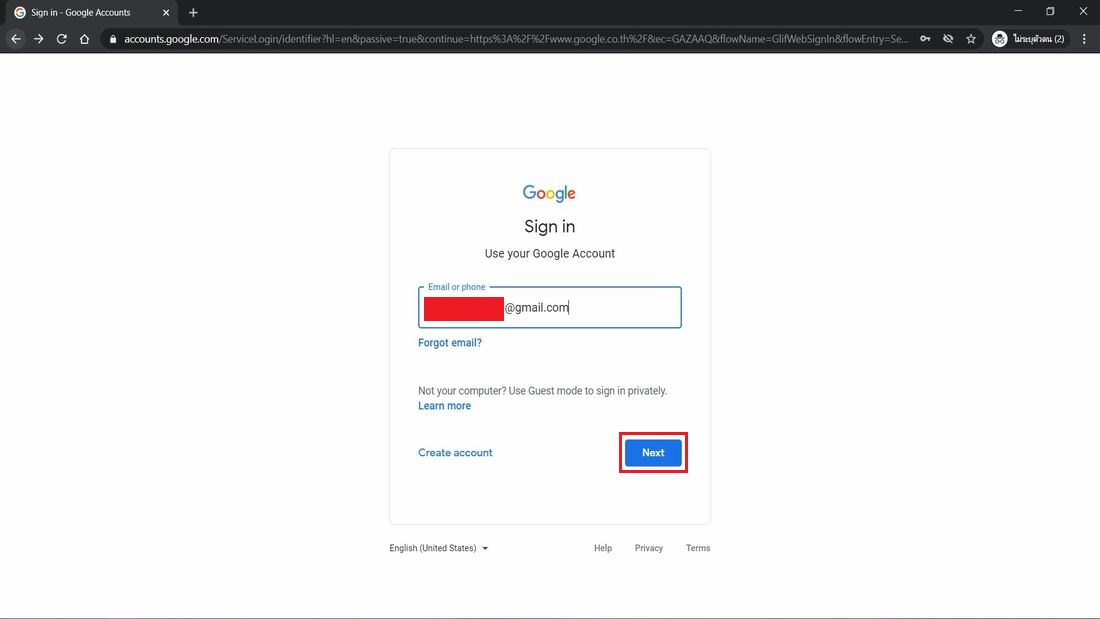 Sign in - Google Accounts
accounts.google.com/ServiceLogin/identifier?hl=en&passive=true&continue=https%3A%2F%2Fwww.google.co.th%2F&ec=GAZAAQ&flowName=GlifWebSignIn&flowEntry=Se...
ไม่ระบุตัวตน (2)
Google
Sign in
Use your Google Account
Email or phone
@gmail.com
Forgot email?
Not your computer? Use Guest mode to sign in privately.
Learn more
Create account
Next
English (United States)
Help
Privacy
Terms